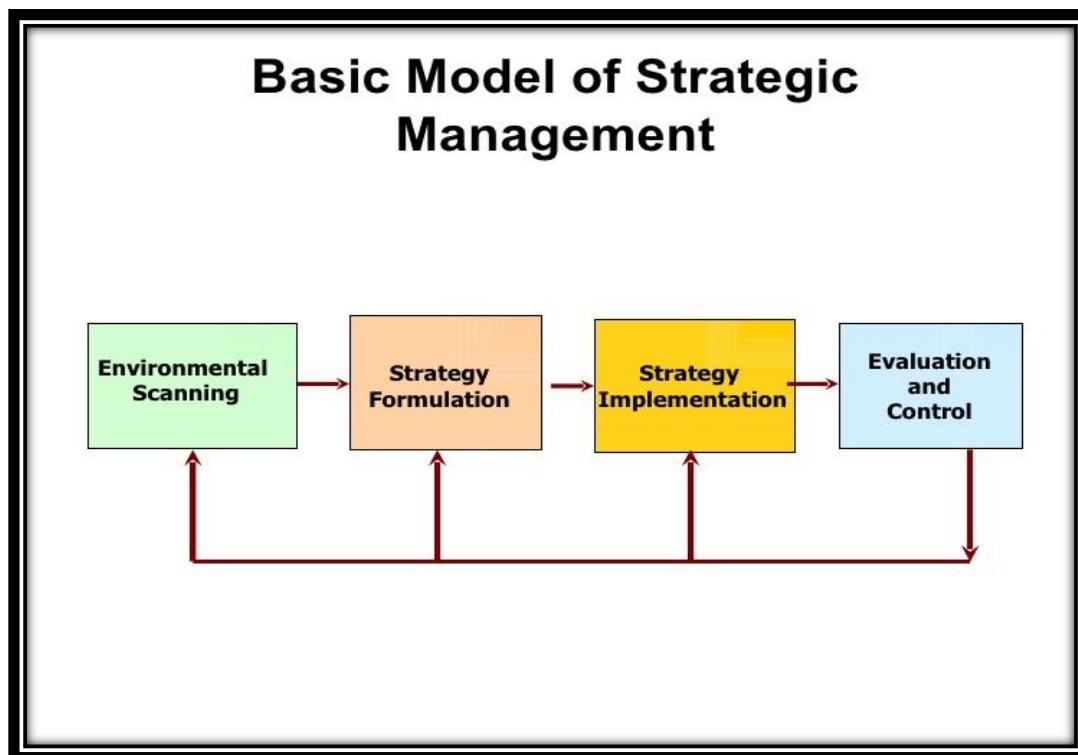 Basic Model of Strategic
Management
Environmental
Scanning
Strategy
Formulation
Strategy
Implementation
Evaluation
and
Control